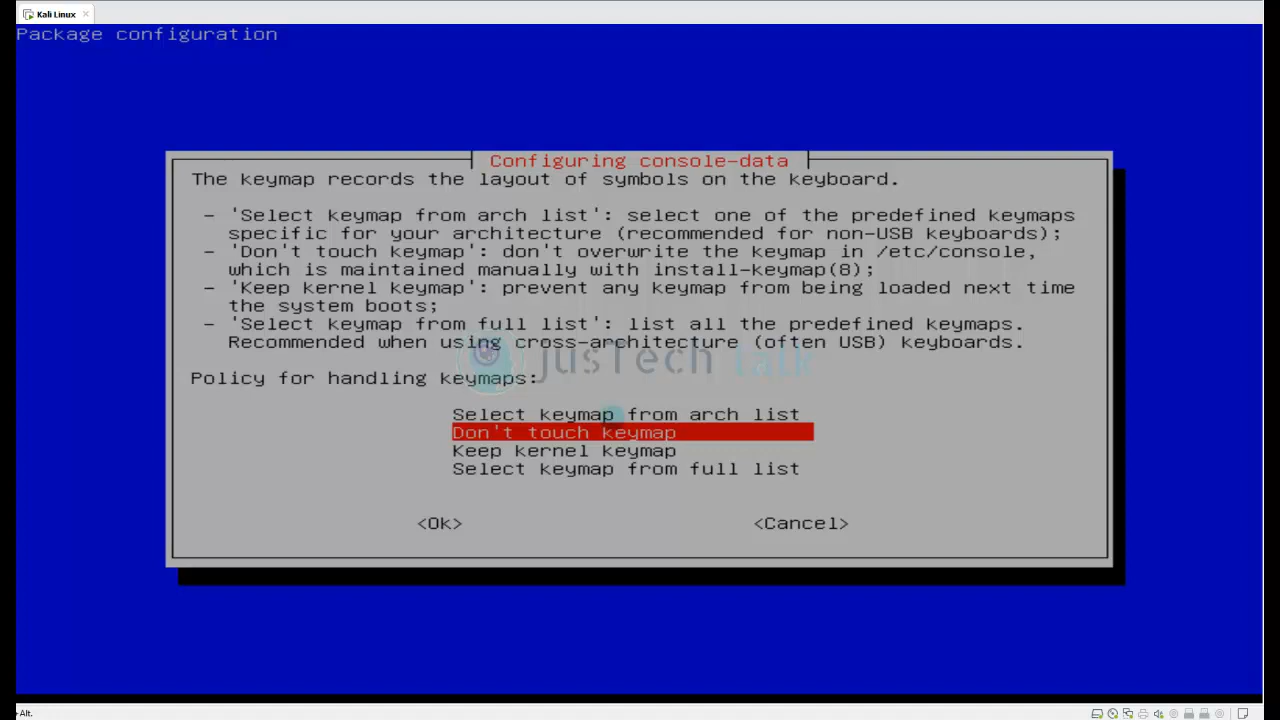 Kali Linux
Package configuration
Configuring console-data
The keymap records the layout of symbols on the keyboard.
- 'Select keymap from arch list': select one of the predefined keymaps
specific for your architecture (recommended for non-USB keyboards);
- 'Don't touch keymap': don't overwrite the keymap in /etc/console,
which is maintained manually with install-keymap(8);
- 'Keep kernel keymap': prevent any keymap from being loaded next time
the system boots;
- 'Select keymap from full list': list all the predefined keymaps.
Recommended when using cross-architecture (often USB) keyboards.
jusTech talk
Policy for handling keymaps:
Select keymap from arch list
Don't touch keymap
Keep kernel keymap
Select keymap from full list
<Ok> <Cancel>
Alt.